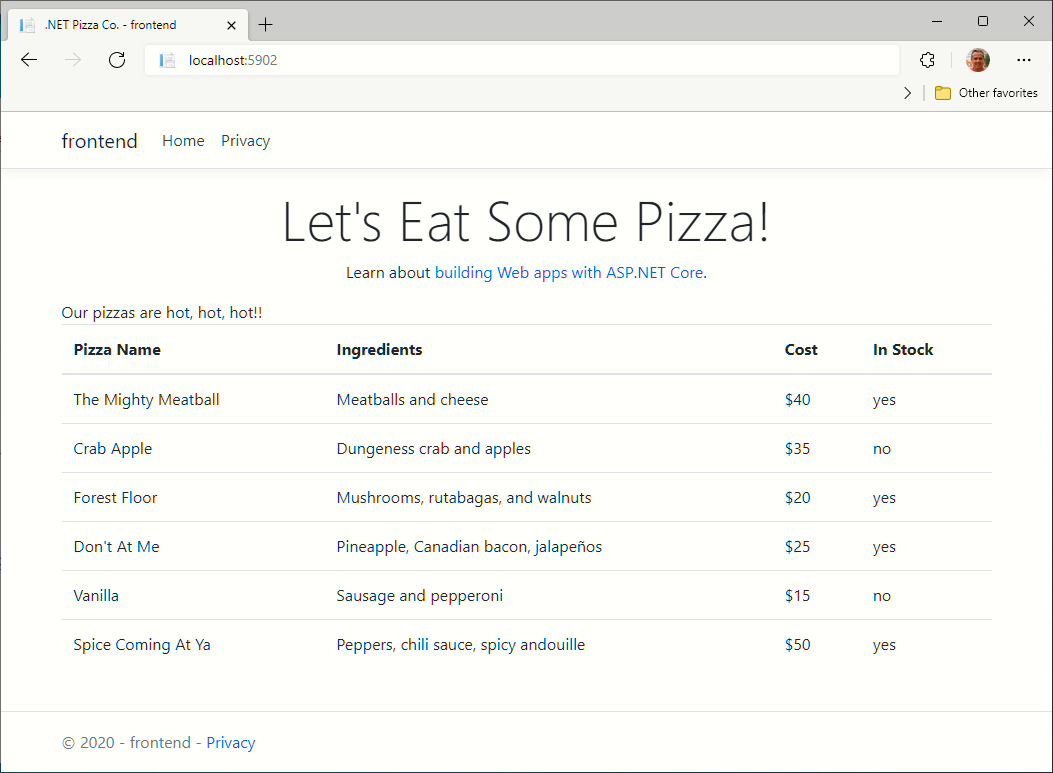 .NET Pizza Co. - frontend
localhost:5902
Other favorites
frontend Home Privacy
Let's Eat Some Pizza!
Learn about building Web apps with ASP.NET Core.
Our pizzas are hot, hot, hot!!
Pizza Name Ingredients Cost In Stock
The Mighty Meatball Meatballs and cheese $40 yes
Crab Apple Dungeness crab and apples $35 no
Forest Floor Mushrooms, rutabagas, and walnuts $20 yes
Don't At Me Pineapple, Canadian bacon, jalapeños $25 yes
Vanilla Sausage and pepperoni $15 no
Spice Coming At Ya Peppers, chili sauce, spicy andouille $50 yes
© 2020 - frontend - Privacy